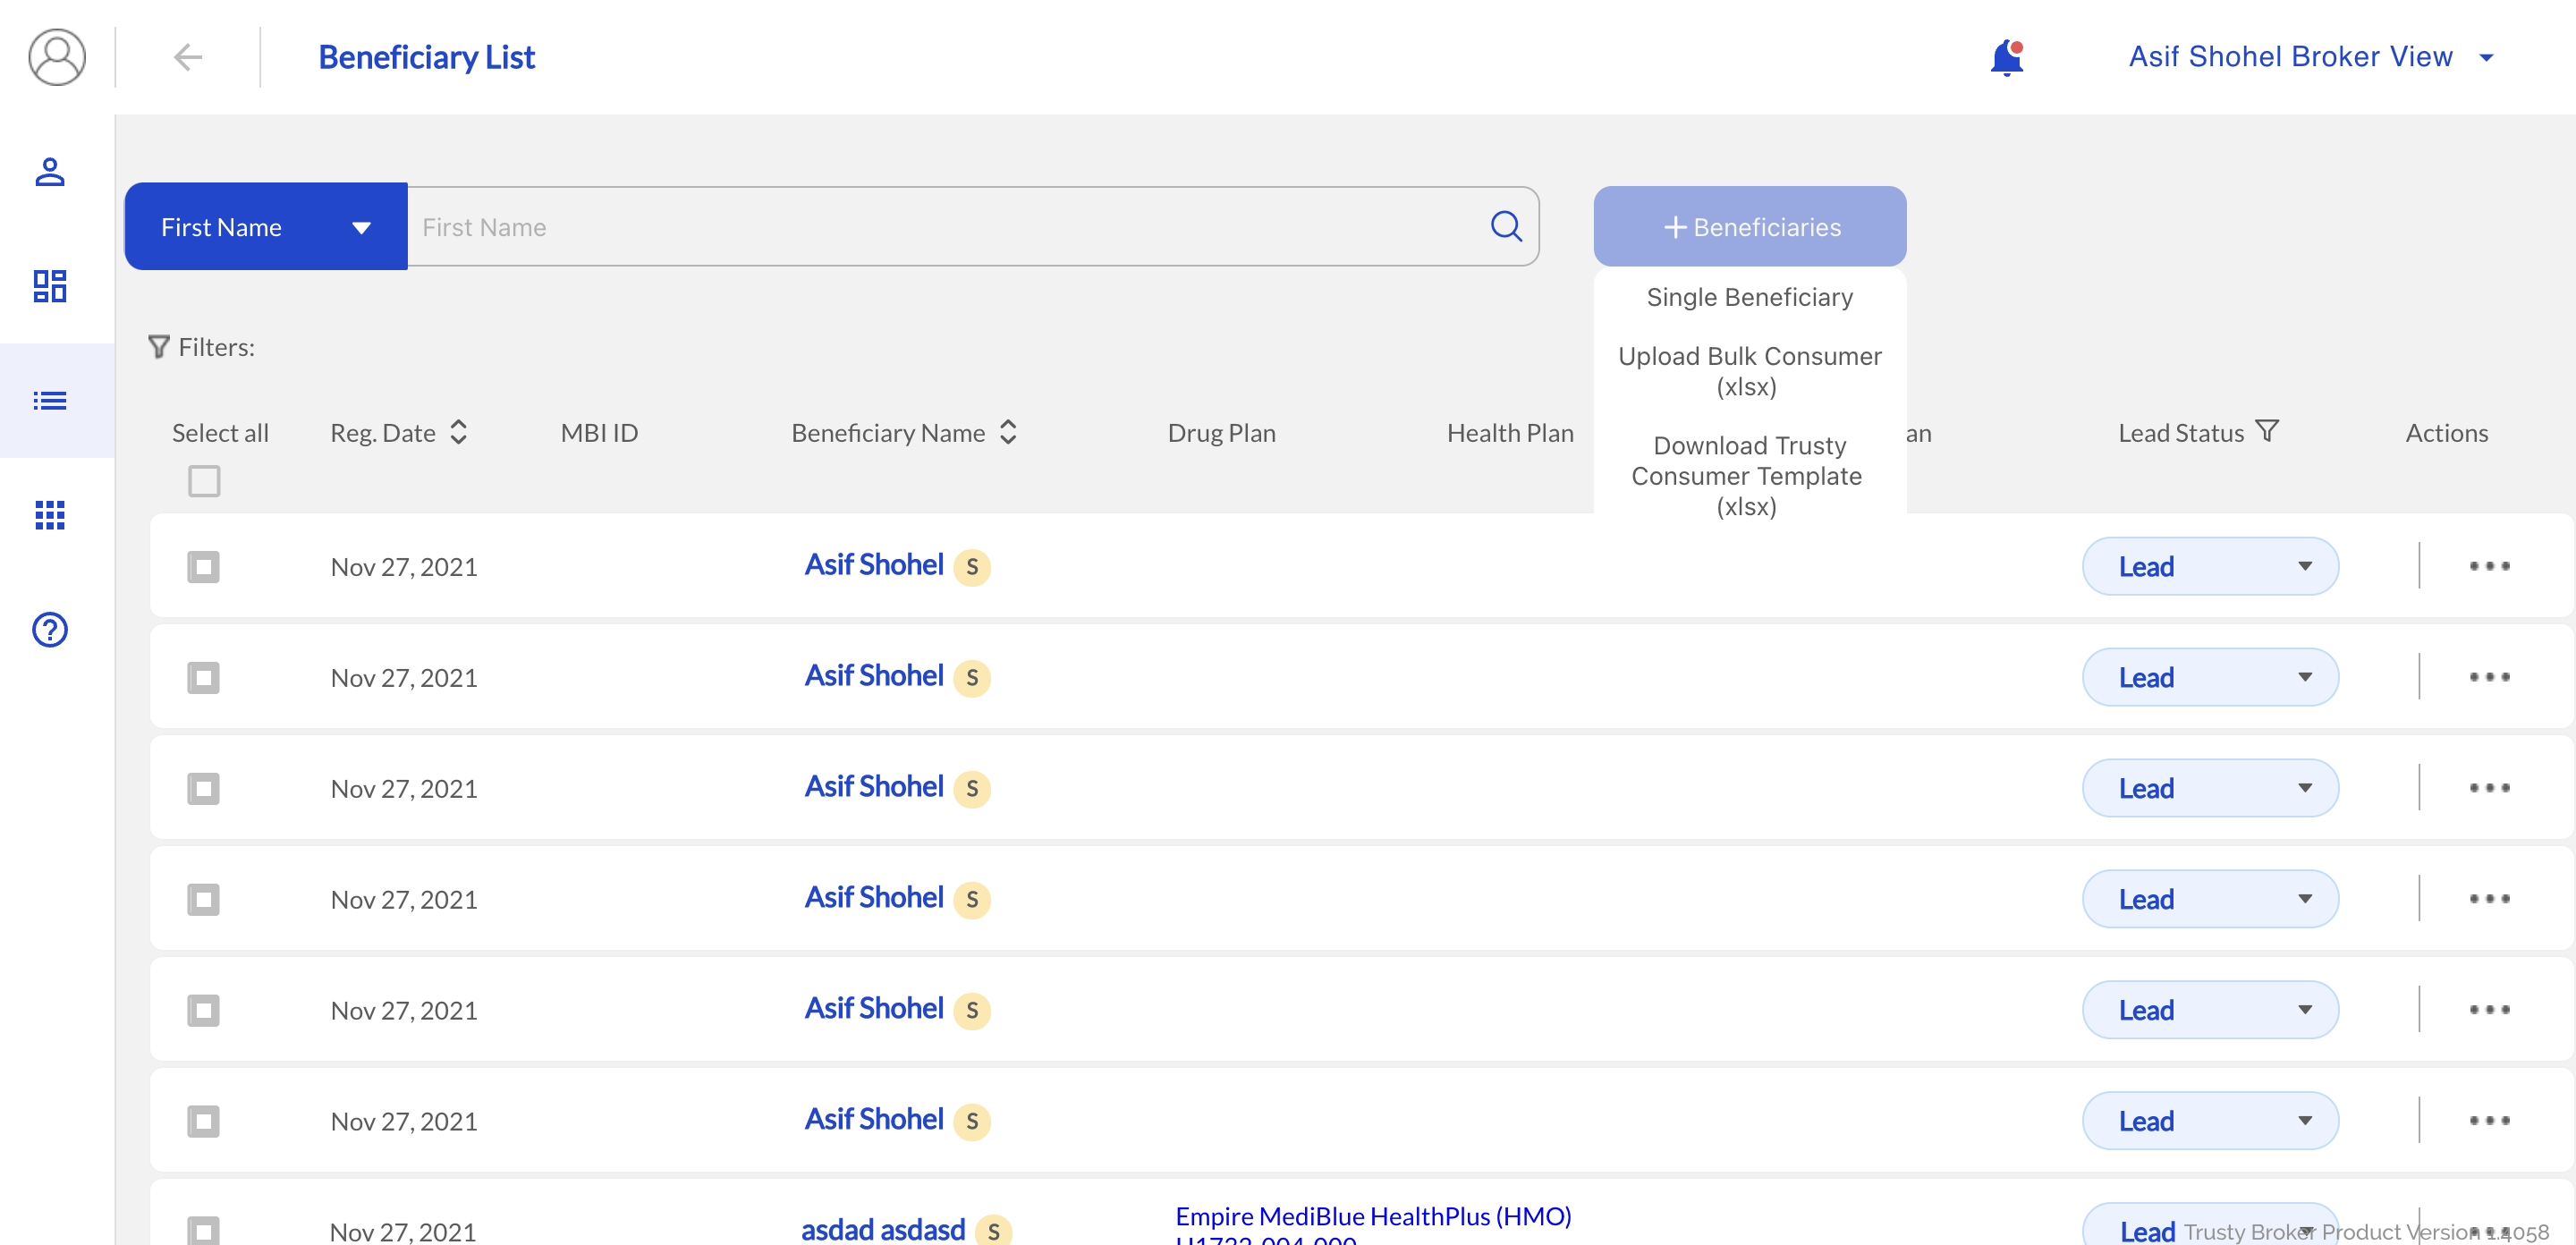 Beneficiary List
Asif Shohel Broker View
First Name
First Name
Beneficiaries
Single Beneficiary
Upload Bulk Consumer
(xlsx)
Download Trusty
Consumer Template
(xlsx)
Filters:
Select all
Reg. Date
MBI ID
Beneficiary Name
Drug Plan
Health Plan
an
Lead Status
Actions
Nov 27, 2021
Asif Shohel
S
Lead
Nov 27, 2021
Asif Shohel
S
Lead
Nov 27, 2021
Asif Shohel
S
Lead
Nov 27, 2021
Asif Shohel
S
Lead
Nov 27, 2021
Asif Shohel
S
Lead
Nov 27, 2021
Asif Shohel
S
Lead
Nov 27, 2021
asdad asdasd
S
Empire MediBlue HealthPlus (HMO)
Lead
Trusty Broker Product Version